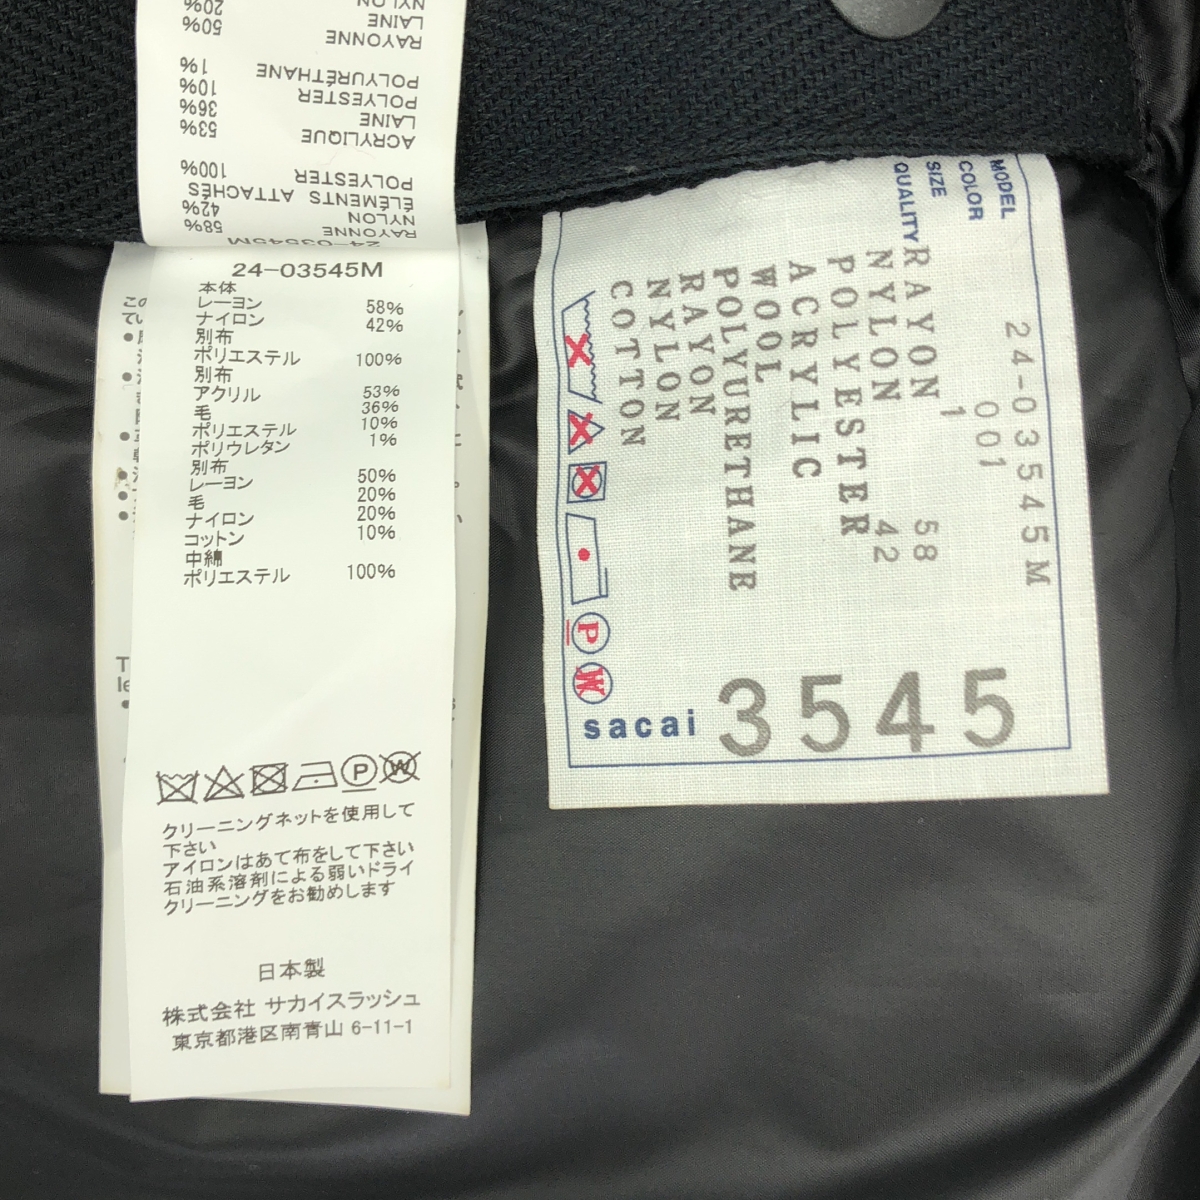 NYLON 20%
LAINE 20%
RAYONNE 50%
POLYURÉTHANE 1%
POLYESTER 10%
LAINE 36%
ACRYLIQUE 53%
POLYESTER 100%
ÉLÉMENTS ATTACHÉS
NYLON 42%
RAYONNE 58%
24-03545M
24-03545M
本体
レーヨン 58%
ナイロン 42%
別布
ポリエステル 100%
別布
アクリル 53%
毛 36%
ポリエステル 10%
ポリウレタン 1%
別布
レーヨン 50%
毛 20%
ナイロン 20%
コットン 10%
中綿
ポリエステル 100%
P W
クリーニングネットを使用して
下さい
アイロンはあて布をして下さい
石油系溶剤による弱いドライ
クリーニングをお勧めします
日本製
株式会社 サカイスラッシュ
東京都港区南青山 6-11-1
MODEL 24-03545M
COLOR 001
SIZE 1
QUALITY RAYON 58
NYLON 42
POLYESTER
ACRYLIC
WOOL
POLYURETHANE
RAYON
NYLON
COTTON
P W
sacai 3545